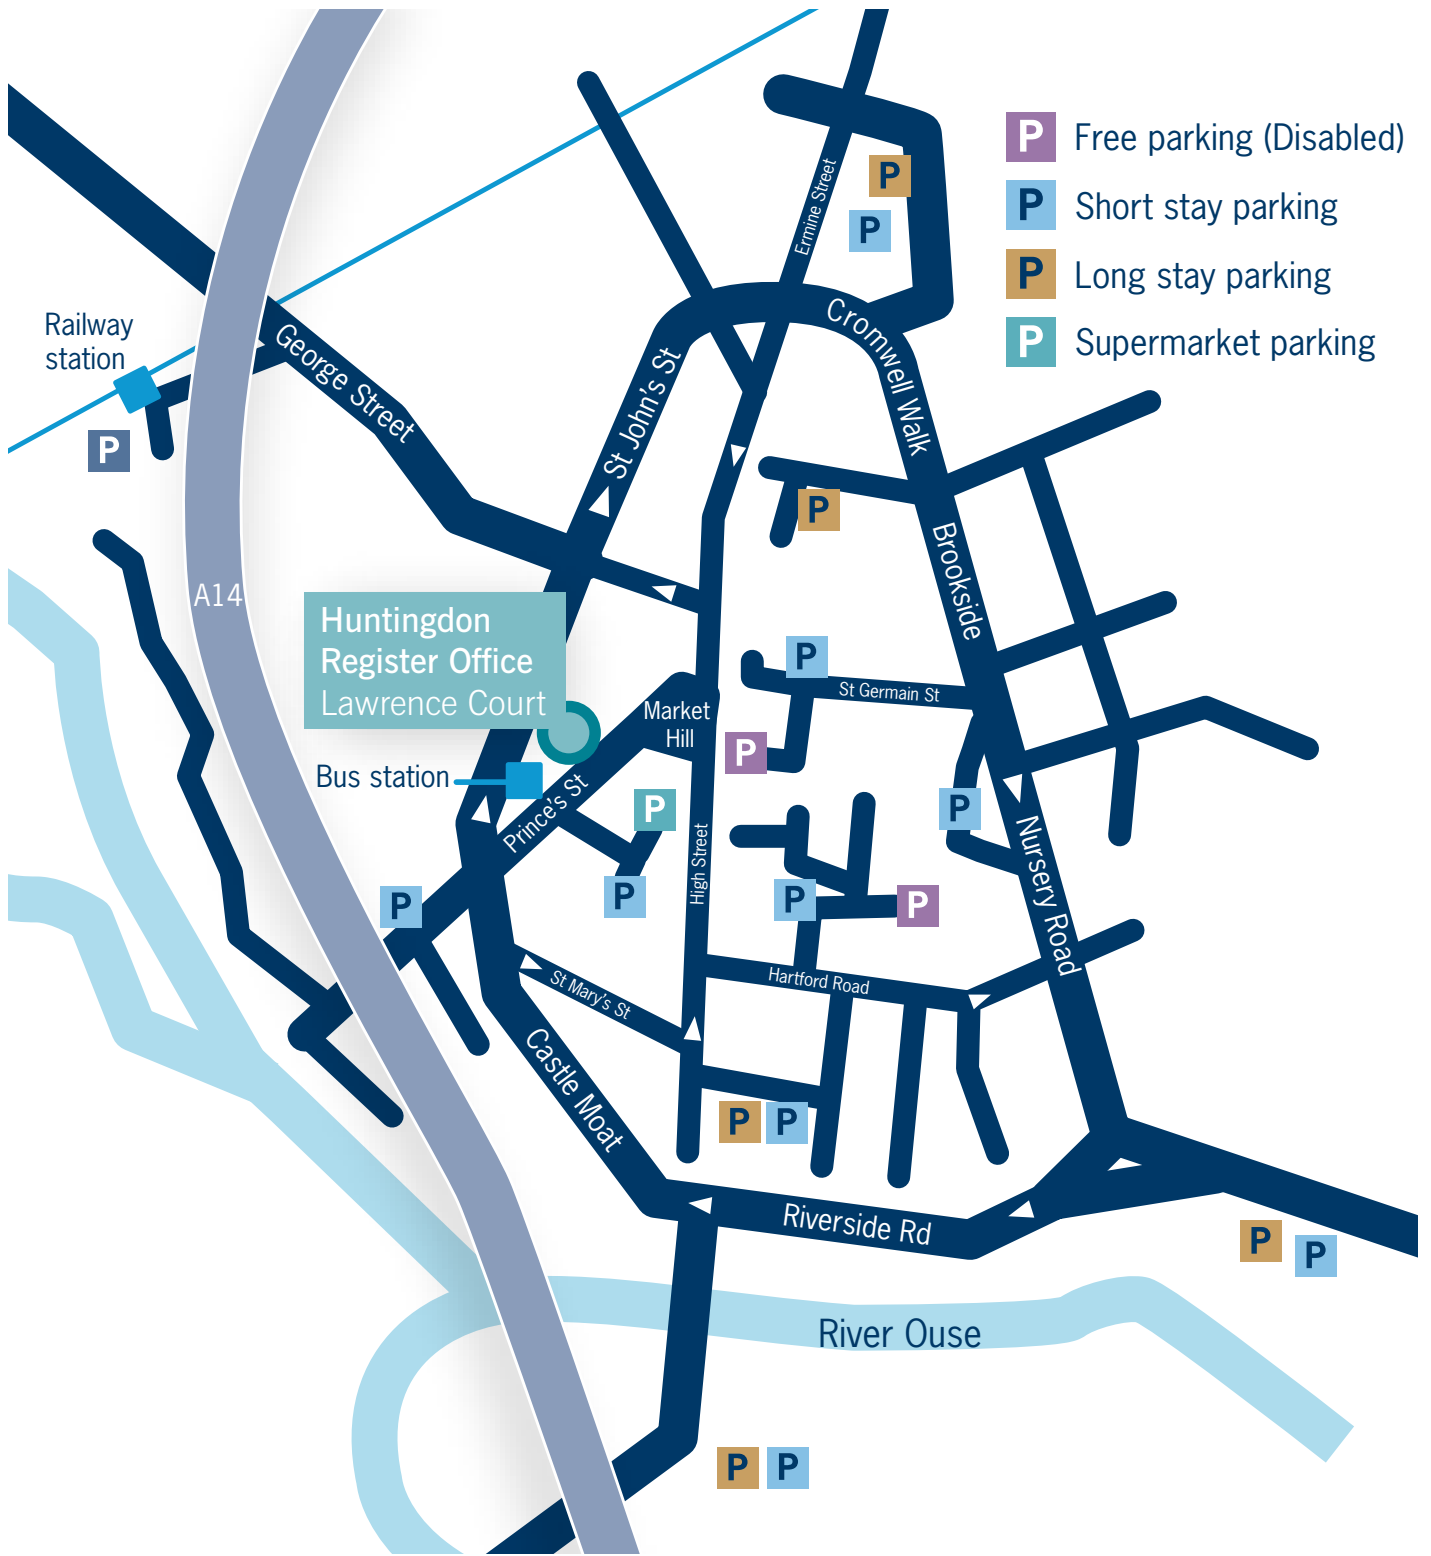 P Free parking (Disabled)
P Short stay parking
P Long stay parking
P Supermarket parking
P
P
Ermine Street
Cromwell Walk
Railway
station
P
George Street
St John's St
P
Brookside
A14
Huntingdon
Register Office
Lawrence Court
P
St Germain St
Market
Hill
P
Bus station
Prince's St
P
P
Nursery Road
High Street
P
P
P
P
Hartford Road
St Mary's St
Castle Moat
P
P
Riverside Rd
P
P
River Ouse
P
P